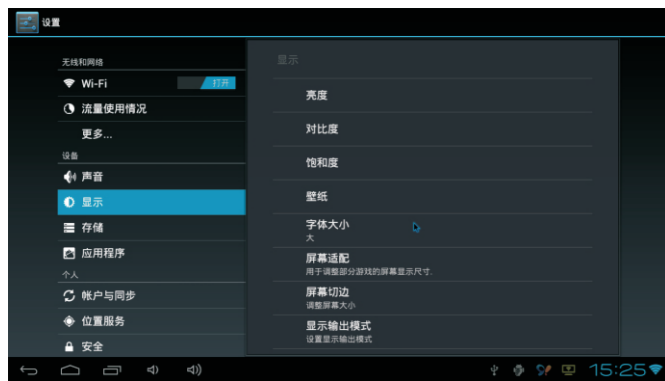 设置
无线和网络
Wi-Fi
打开
流量使用情况
更多...
设备
声音
显示
存储
应用程序
个人
帐户与同步
位置服务
安全
显示
亮度
对比度
饱和度
壁纸
字体大小
大
屏幕适配
用于调整部分游戏的屏幕显示尺寸.
屏幕切边
调整屏幕大小
显示输出模式
设置显示输出模式
15:25